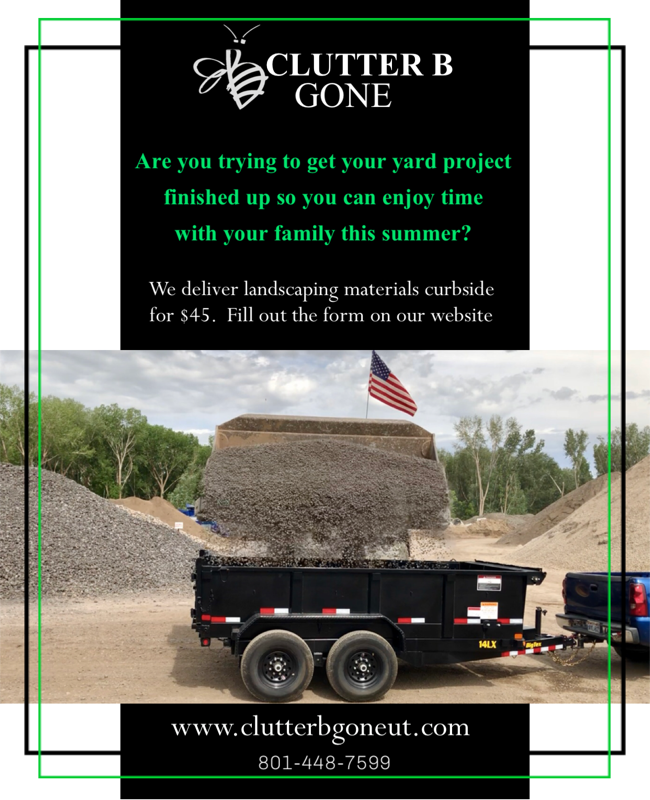 CLUTTER B
GONE
Are you trying to get your yard project
finished up so you can enjoy time
with your family this summer?
We deliver landscaping materials curbside
for $45. Fill out the form on our website
14LX
BigTex
www.clutterbgoneut.com
801-448-7599